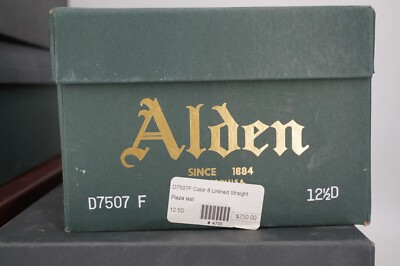 Alden
SINCE 1884
D7507 F
12½D
D7507F Color 8 Unlined Straight
Plaza last
12.5D
$750.00